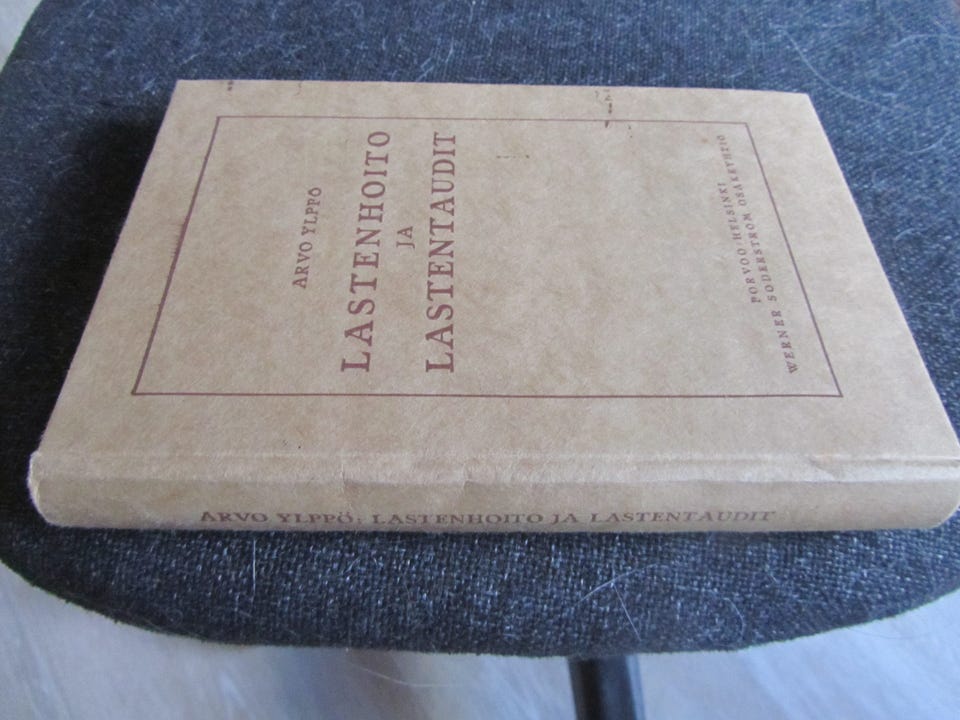 ARVO YLPPÖ
LASTENHOITO
JA
LASTENTAUDIT
PORVOO · HELSINKI
WERNER SÖDERSTRÖM OSAKEYHTIÖ
ARVO YLPPÖ: LASTENHOITO JA LASTENTAUDIT